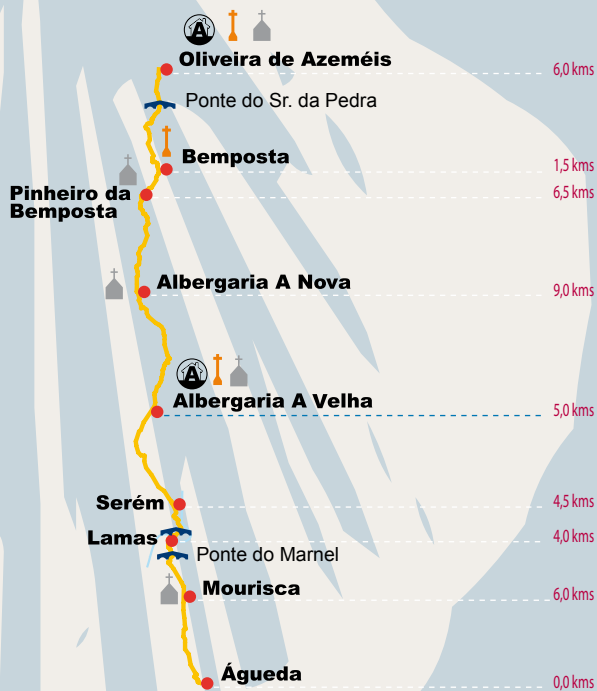 A
Oliveira de Azeméis
6,0 kms
Ponte do Sr. da Pedra
Bemposta
1,5 kms
Pinheiro da
Bemposta
6,5 kms
Albergaria A Nova
9,0 kms
A
Albergaria A Velha
5,0 kms
Serém
4,5 kms
Lamas
4,0 kms
Ponte do Marnel
Mourisca
6,0 kms
Águeda
0,0 kms